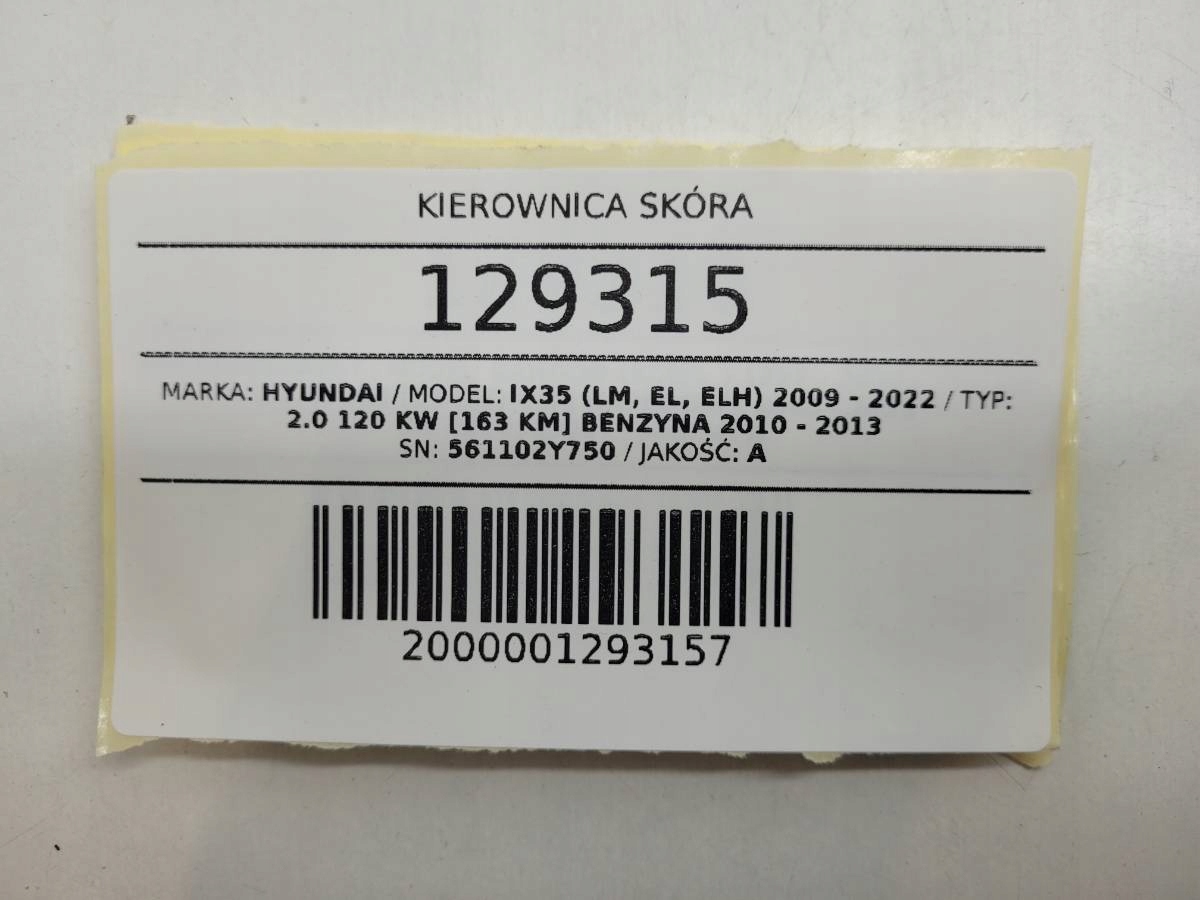 KIEROWNICA SKÓRA
129315
MARKA: HYUNDAI / MODEL: IX35 (LM, EL, ELH) 2009 - 2022 / TYP:
2.0 120 KW [163 KM] BENZYNA 2010 - 2013
SN: 561102Y750 / JAKOŚĆ: A
2000001293157